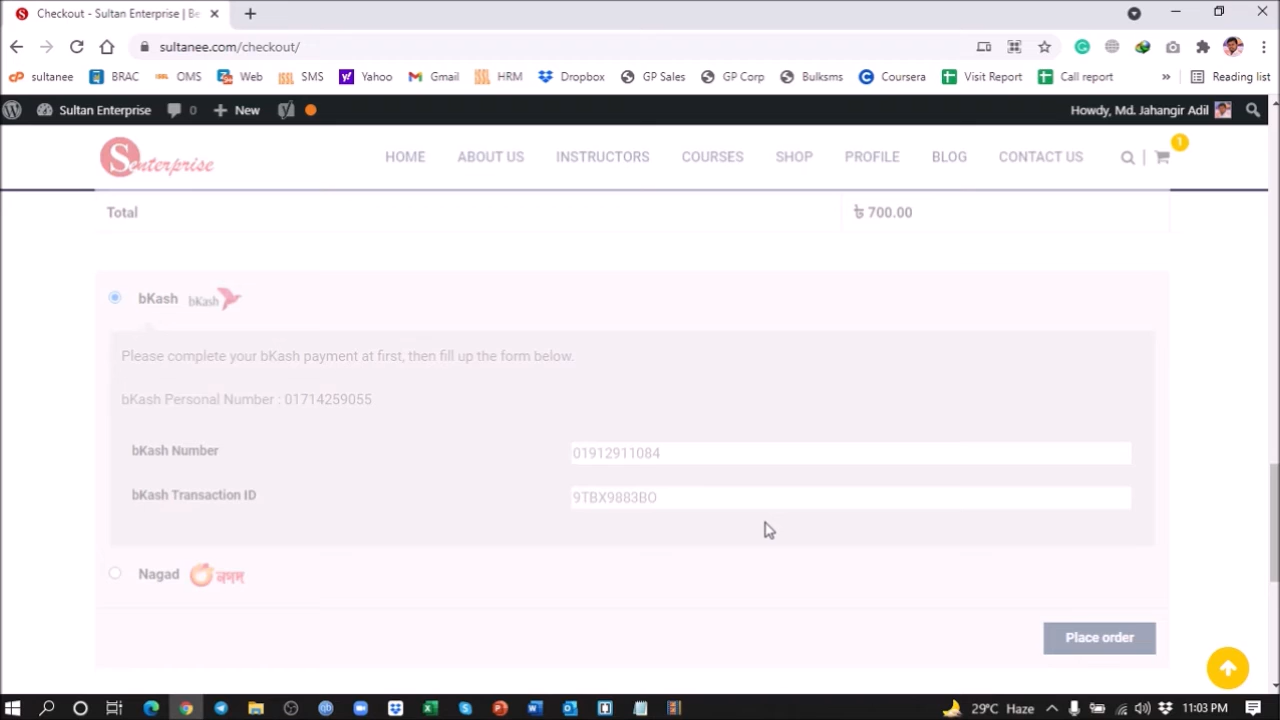 Checkout - Sultan Enterprise | Be
sultanee.com/checkout/
sultanee BRAC OMS Web SMS Yahoo Gmail HRM Dropbox GP Sales GP Corp Bulksms Coursera Visit Report Call report » Reading list
Sultan Enterprise 0 New Howdy, Md. Jahangir Adil
Senterprise HOME ABOUT US INSTRUCTORS COURSES SHOP PROFILE BLOG CONTACT US 1
Total ৳ 700.00
bKash bKash
Please complete your bKash payment at first, then fill up the form below.
bKash Personal Number : 01714259055
bKash Number 01912911084
bKash Transaction ID 9TBX9883BO
Nagad নগদ
Place order
29°C Haze 11:03 PM